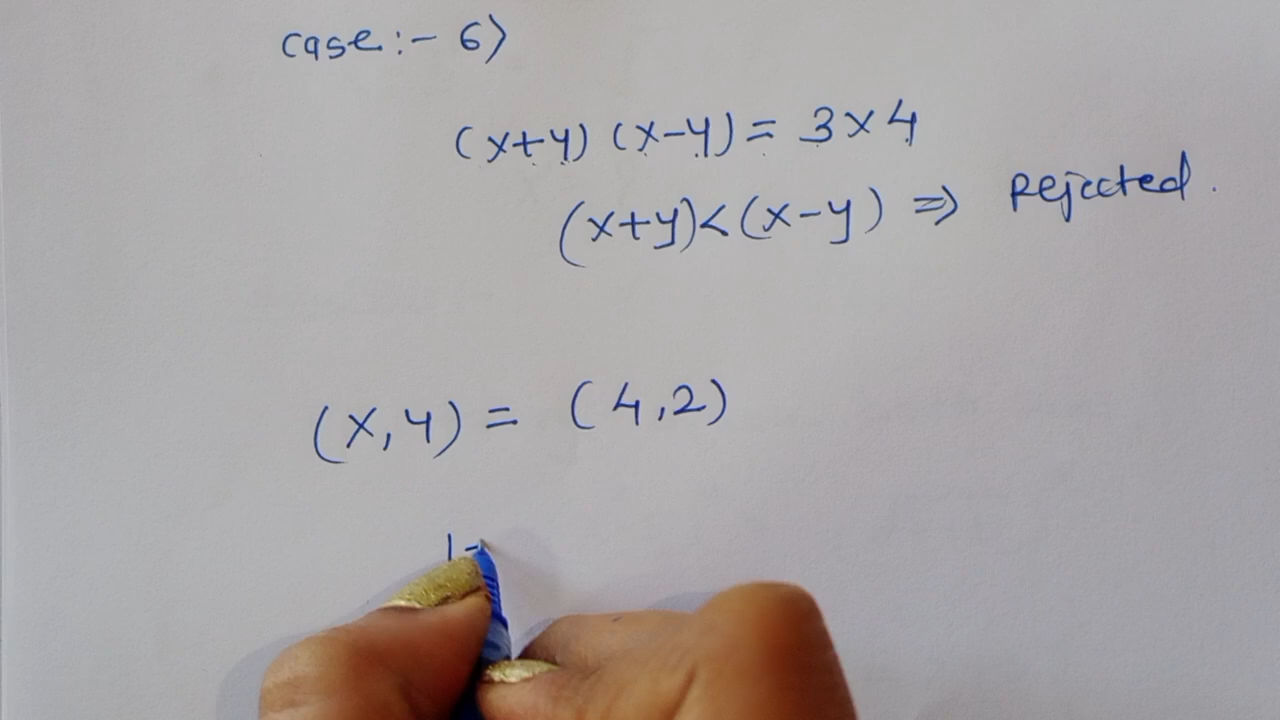 case :- 6)
(x+y) (x-y) = 3 x 4
(x+y) < (x-y) ⇒ Rejected.
(x,y) = (4,2)